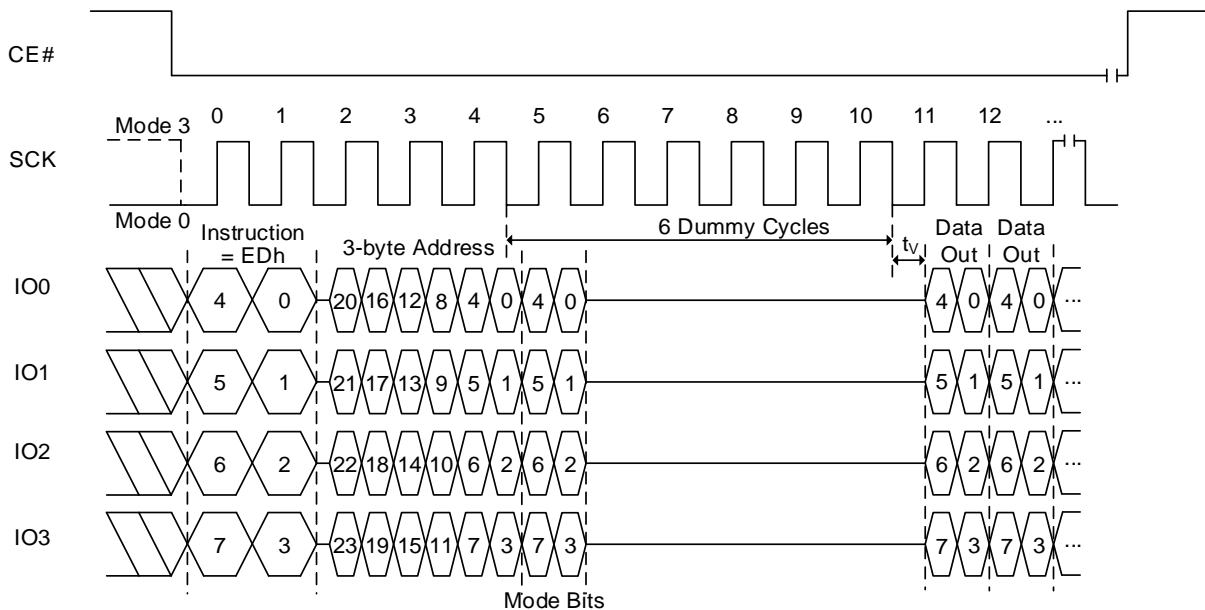 CE#
0 1 2 3 4 5 6 7 8 9 10 11 12 ...
Mode 3
SCK
Mode 0
Instruction
= EDh
3-byte Address
6 Dummy Cycles
tV
Data
Out
Data
Out
IO0 4 0 20 16 12 8 4 0 4 0 4 0 4 0 ...
IO1 5 1 21 17 13 9 5 1 5 1 5 1 5 1 ...
IO2 6 2 22 18 14 10 6 2 6 2 6 2 6 2 ...
IO3 7 3 23 19 15 11 7 3 7 3 7 3 7 3 ...
Mode Bits